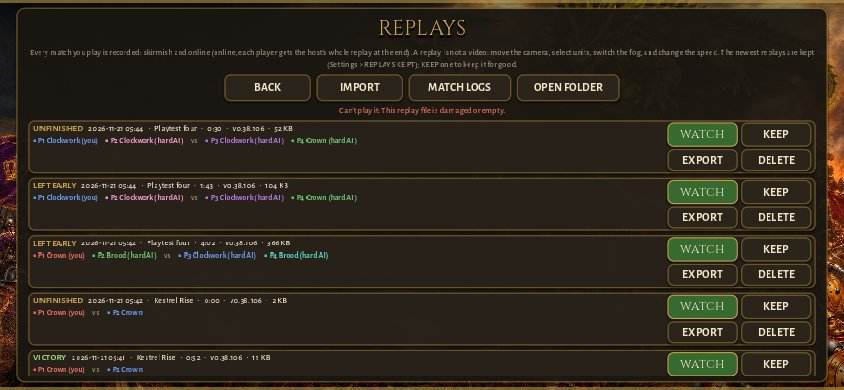 REPLAYS
Every match you play is recorded: skirmish and online (online, each player gets the host's whole replay at the end). A replay is not a video: move the camera, select units, switch the fog, and change the speed. The newest replays are kept
(Settings > REPLAYS KEPT); KEEP one to keep it for good.
BACK IMPORT MATCH LOGS OPEN FOLDER
Can't play it: This replay file is damaged or empty.
UNFINISHED 2026-11-21 05:44 · Playtest four · 0:30 · v0.38.106 · 52 KB
• P1 Clockwork (you) • P2 Clockwork (hard AI) vs • P3 Clockwork (hard AI) • P4 Crown (hard AI)
WATCH KEEP
EXPORT DELETE
LEFT EARLY 2026-11-21 05:44 · Playtest four · 1:43 · v0.38.106 · 104 KB
• P1 Clockwork (you) • P2 Clockwork (hard AI) vs • P3 Clockwork (hard AI) • P4 Crown (hard AI)
WATCH KEEP
EXPORT DELETE
LEFT EARLY 2026-11-21 05:42 · Playtest four · 4:02 · v0.38.106 · 366 KB
• P1 Crown (you) • P2 Brood (hard AI) vs • P3 Clockwork (hard AI) • P4 Brood (hard AI)
WATCH KEEP
EXPORT DELETE
UNFINISHED 2026-11-21 05:42 · Kestrel Rise · 0:00 · v0.38.106 · 2 KB
• P1 Crown (you) vs • P2 Crown
WATCH KEEP
EXPORT DELETE
VICTORY 2026-11-21 05:41 · Kestrel Rise · 0:52 · v0.38.106 · 11 KB
• P1 Crown (you) vs • P2 Crown
WATCH KEEP